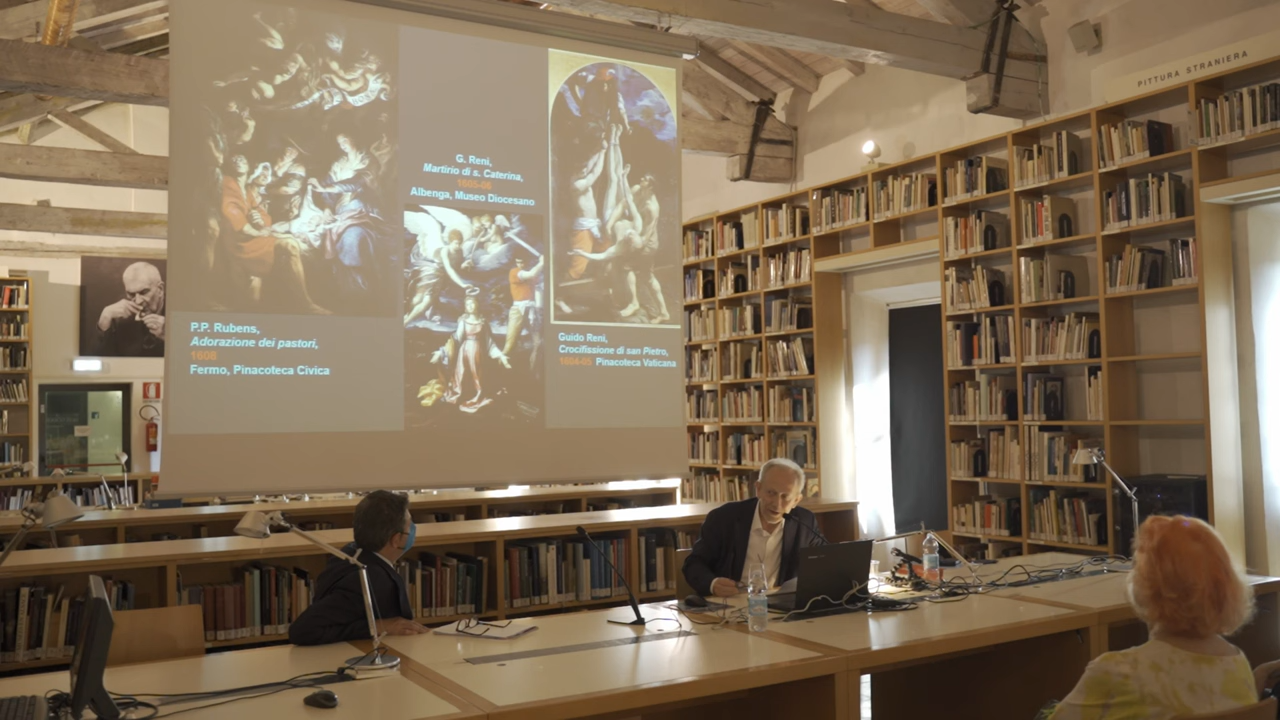 PITTURA STRANIERA
G. Reni,
Martirio di s. Caterina,
1605-06
Albenga, Museo Diocesano
P.P. Rubens,
Adorazione dei pastori,
1608
Fermo, Pinacoteca Civica
Guido Reni,
Crocifissione di san Pietro,
1604-05 Pinacoteca Vaticana